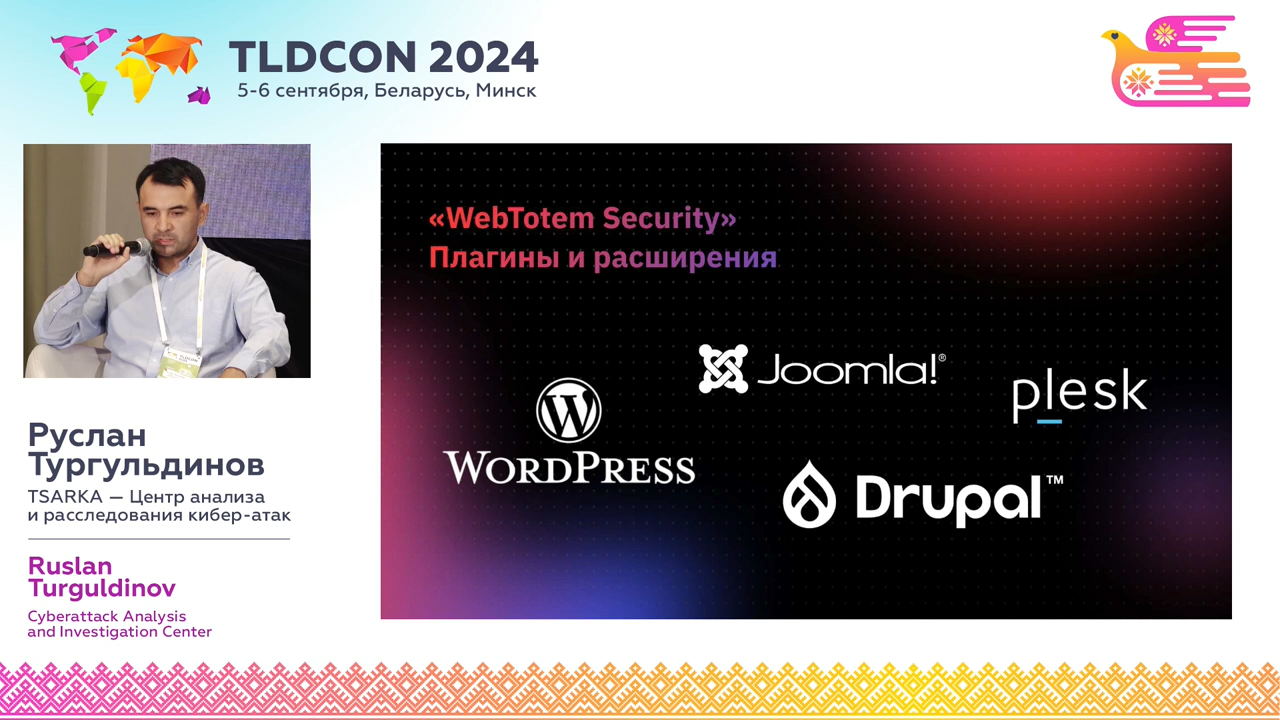 TLDCON 2024
5-6 сентября, Беларусь, Минск
«WebTotem Security»
Плагины и расширения
WORDPRESS
Joomla!®
plesk
Drupal™
TLDCON
Руслан
Тургульдинов
TSARKA — Центр анализа
и расследования кибер-атак
Ruslan
Turguldinov
Cyberattack Analysis
and Investigation Center